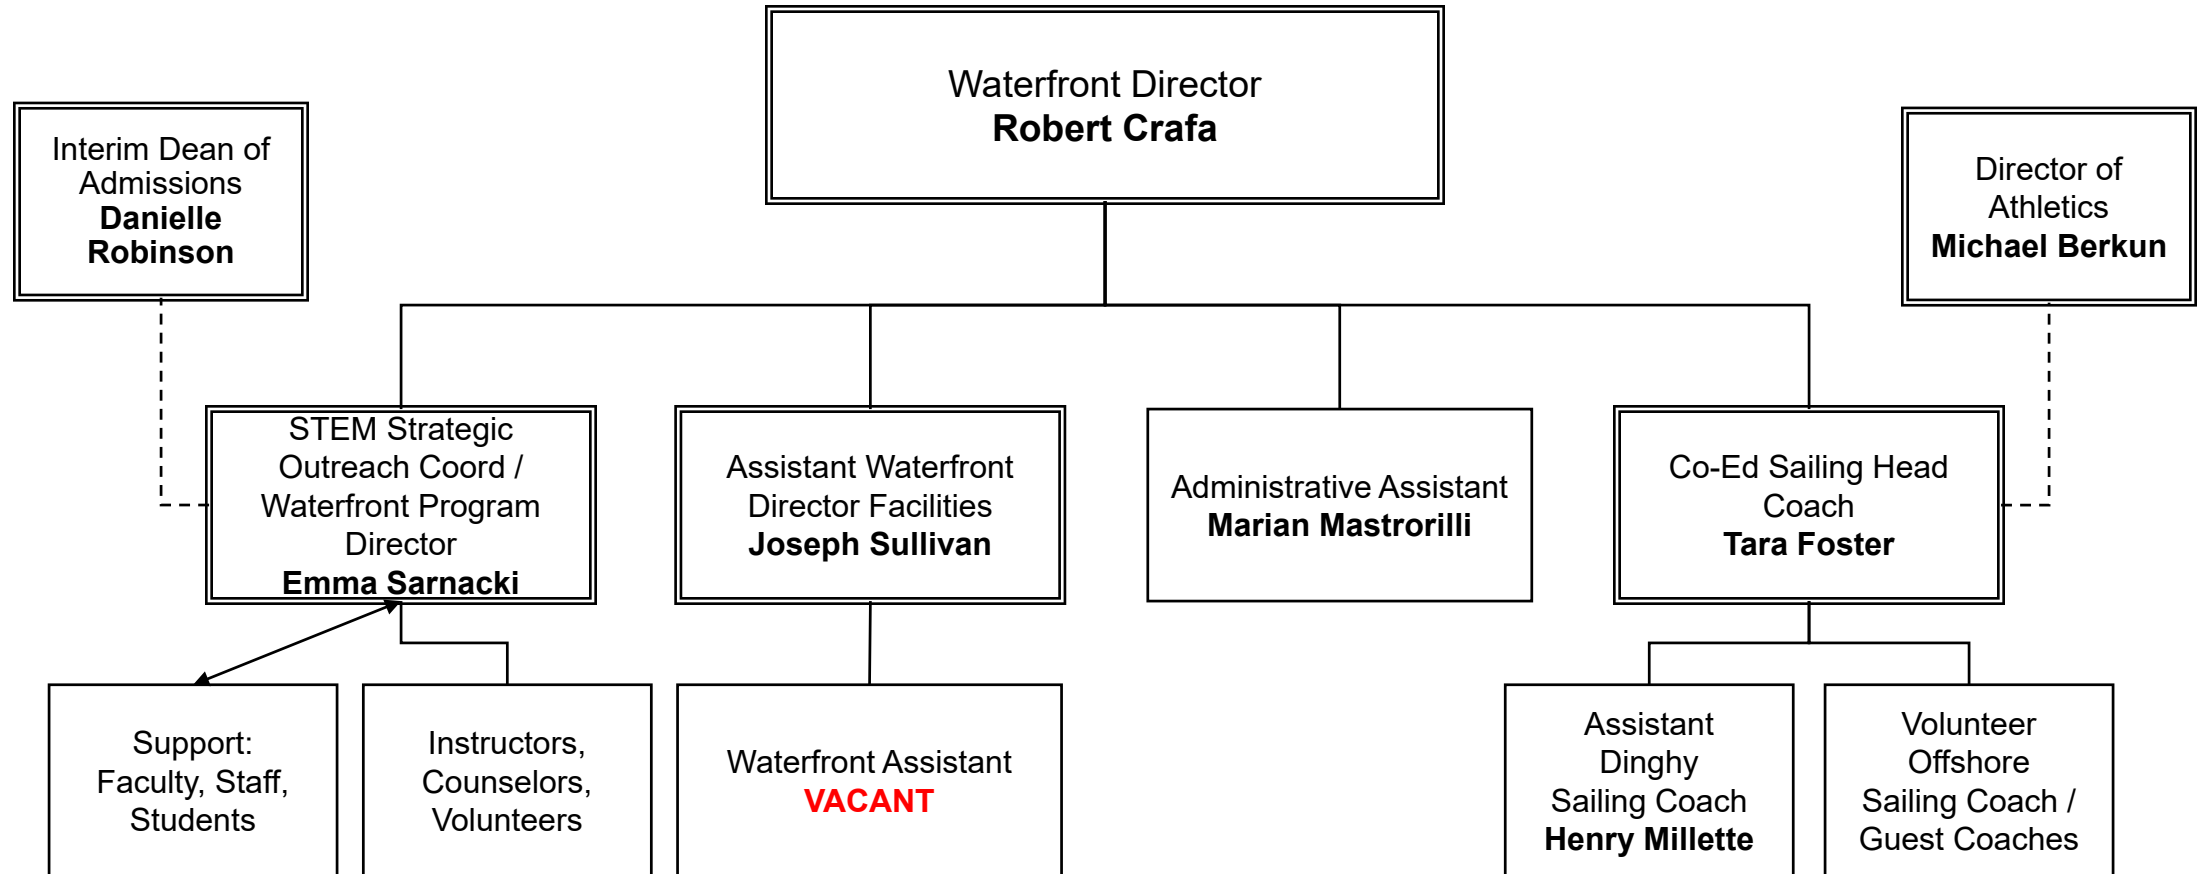 Waterfront Director
Robert Crafa
Interim Dean of
Admissions
Danielle
Robinson
Director of
Athletics
Michael Berkun
STEM Strategic
Outreach Coord /
Waterfront Program
Director
Emma Sarnacki
Assistant Waterfront
Director Facilities
Joseph Sullivan
Administrative Assistant
Marian Mastrorilli
Co-Ed Sailing Head
Coach
Tara Foster
Support:
Faculty, Staff,
Students
Instructors,
Counselors,
Volunteers
Waterfront Assistant
VACANT
Assistant
Dinghy
Sailing Coach
Henry Millette
Volunteer
Offshore
Sailing Coach /
Guest Coaches